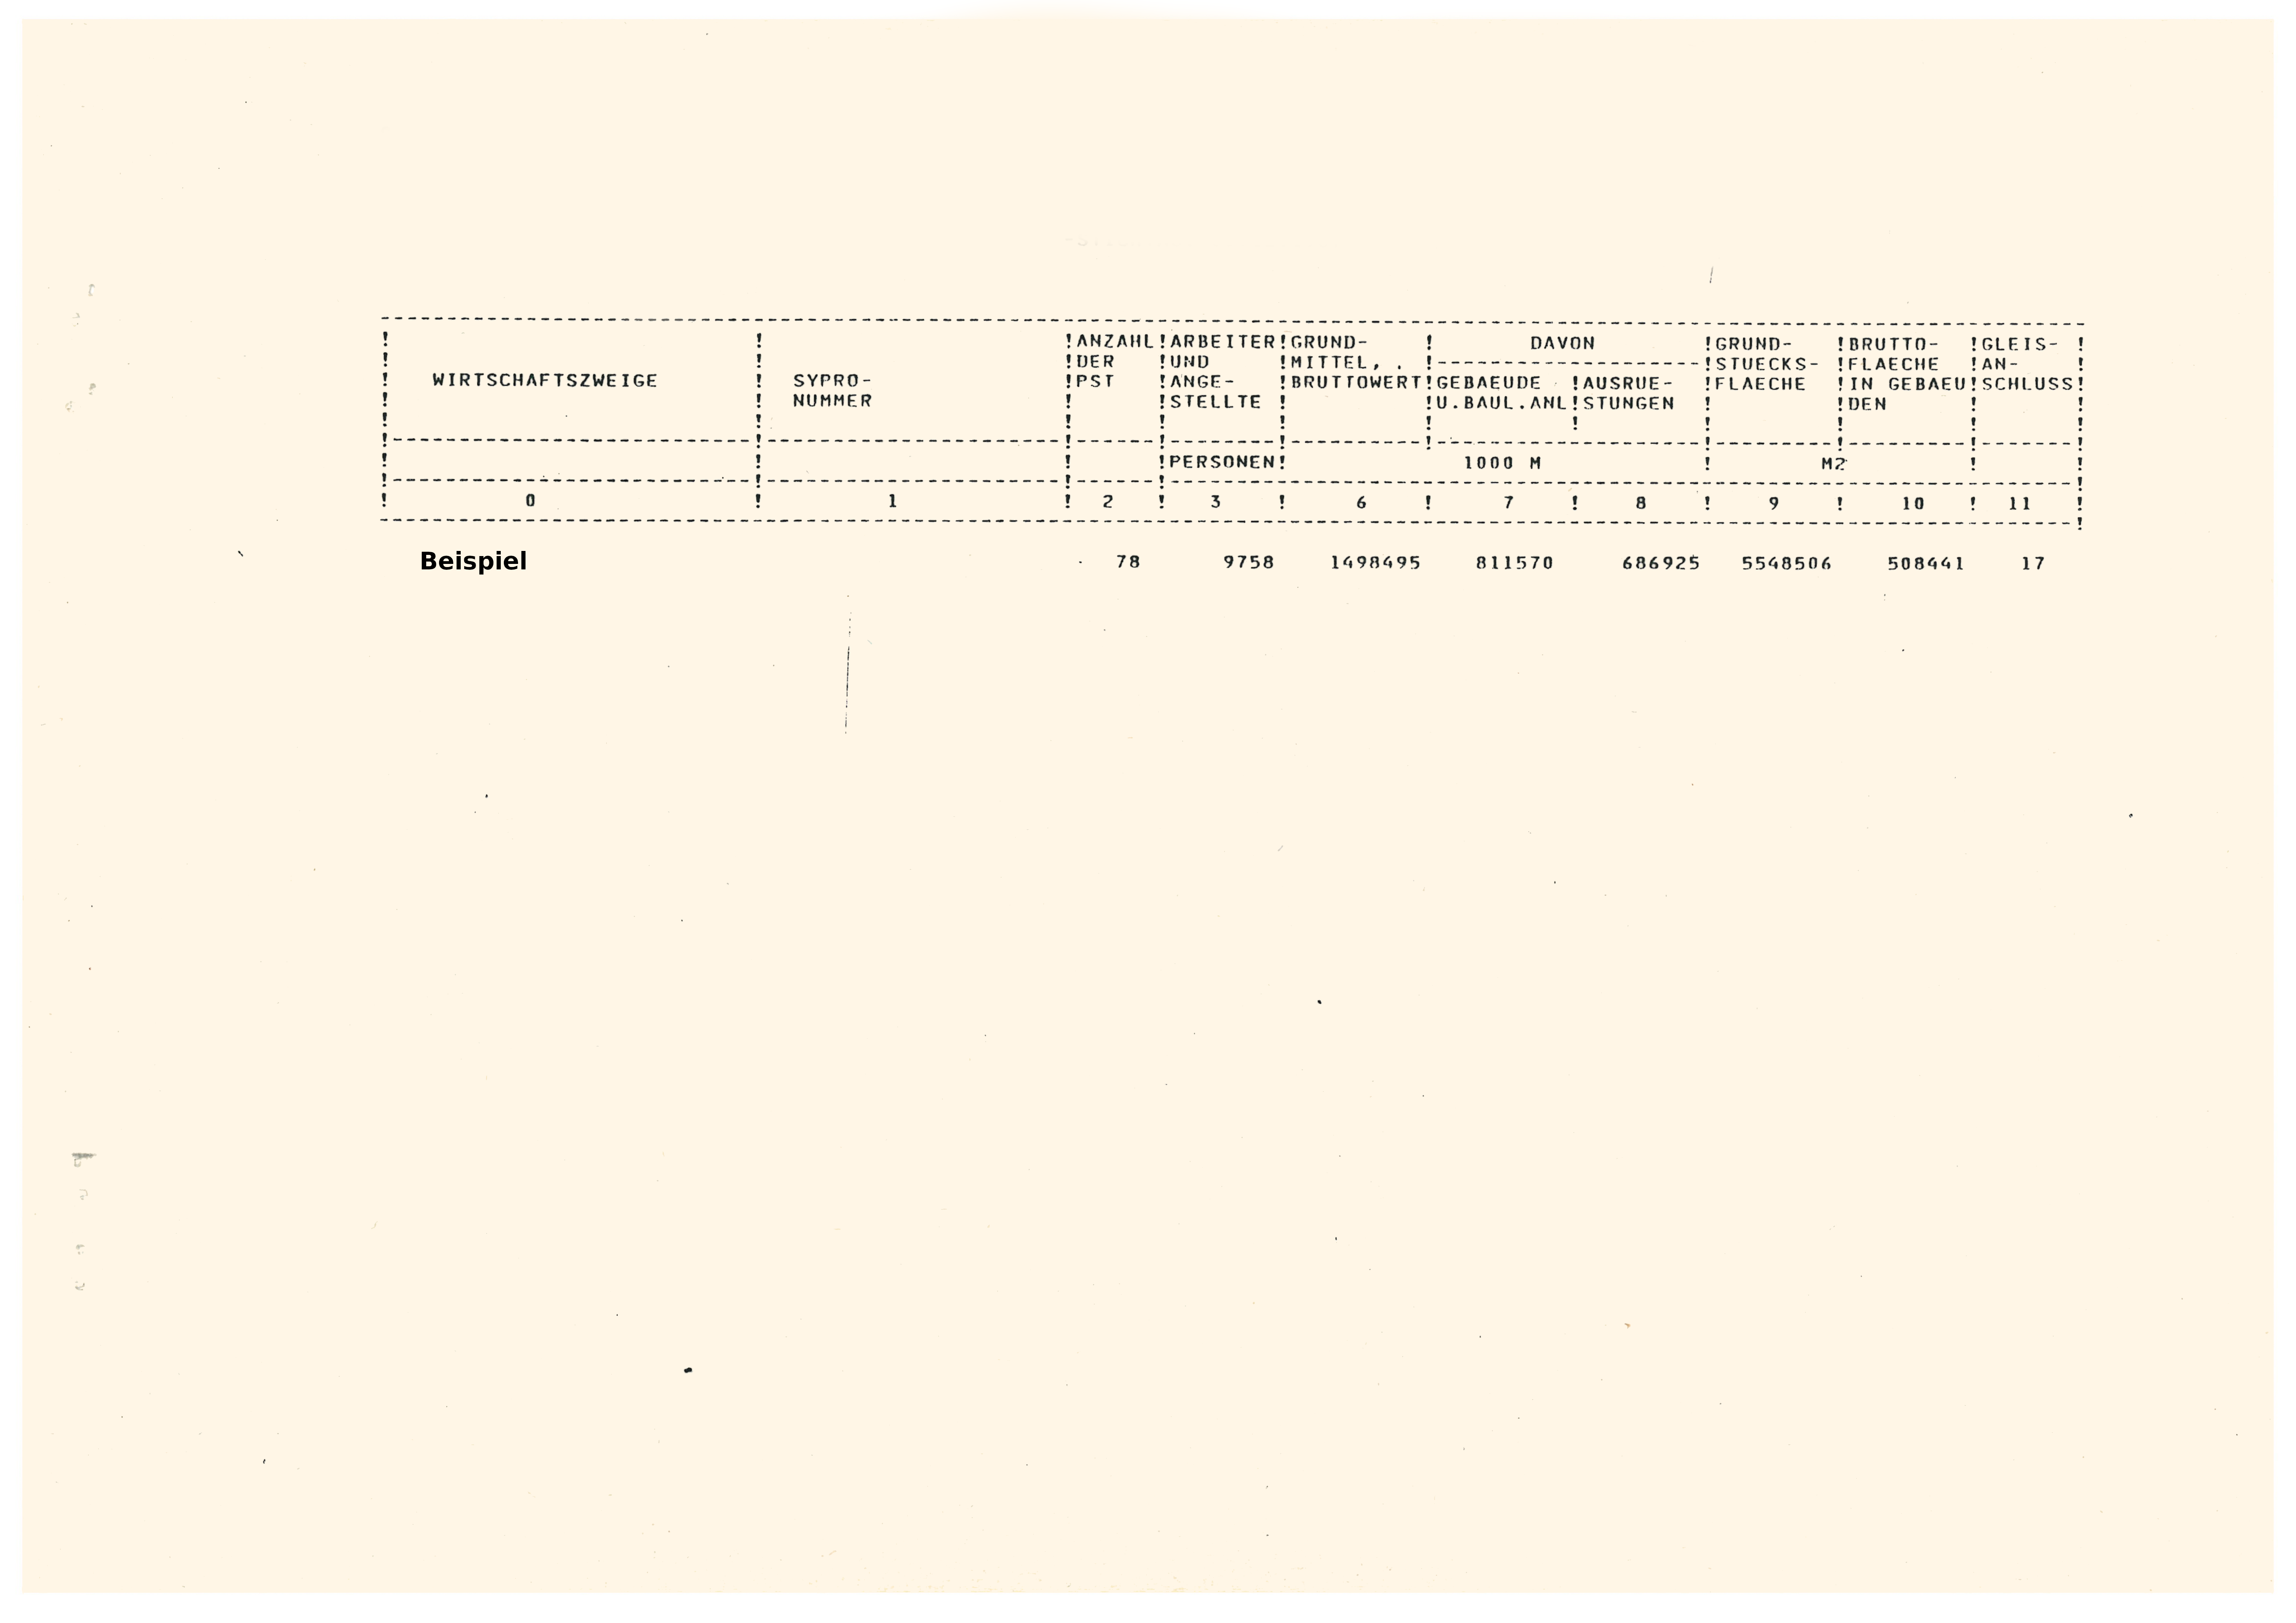 !ANZAHL!ARBEITER!GRUND- ! DAVON !GRUND- !BRUTTO- !GLEIS- !
!DER !UND !MITTEL, . !--------------------!STUECKS- !FLAECHE !AN- !
! WIRTSCHAFTSZWEIGE ! SYPRO- !PST !ANGE- !BRUTTOWERT!GEBAEUDE !AUSRUE- !FLAECHE !IN GEBAEU!SCHLUSS!
! ! NUMMER ! !STELLTE ! !U.BAUL.ANL!STUNGEN ! !DEN ! !
! ! ! !PERSONEN! 1000 M ! M2 ! !
! 0 ! 1 ! 2 ! 3 ! 6 ! 7 ! 8 ! 9 ! 10 ! 11 !
Beispiel 78 9758 1498495 811570 686925 5548506 508441 17